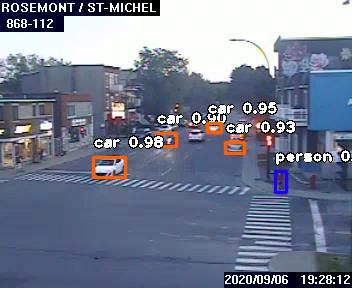 ROSEMONT / ST-MICHEL
868-112
car 0.95
car 0.90
car 0.93
car 0.98
person 0.
2020/09/06 19:28:12